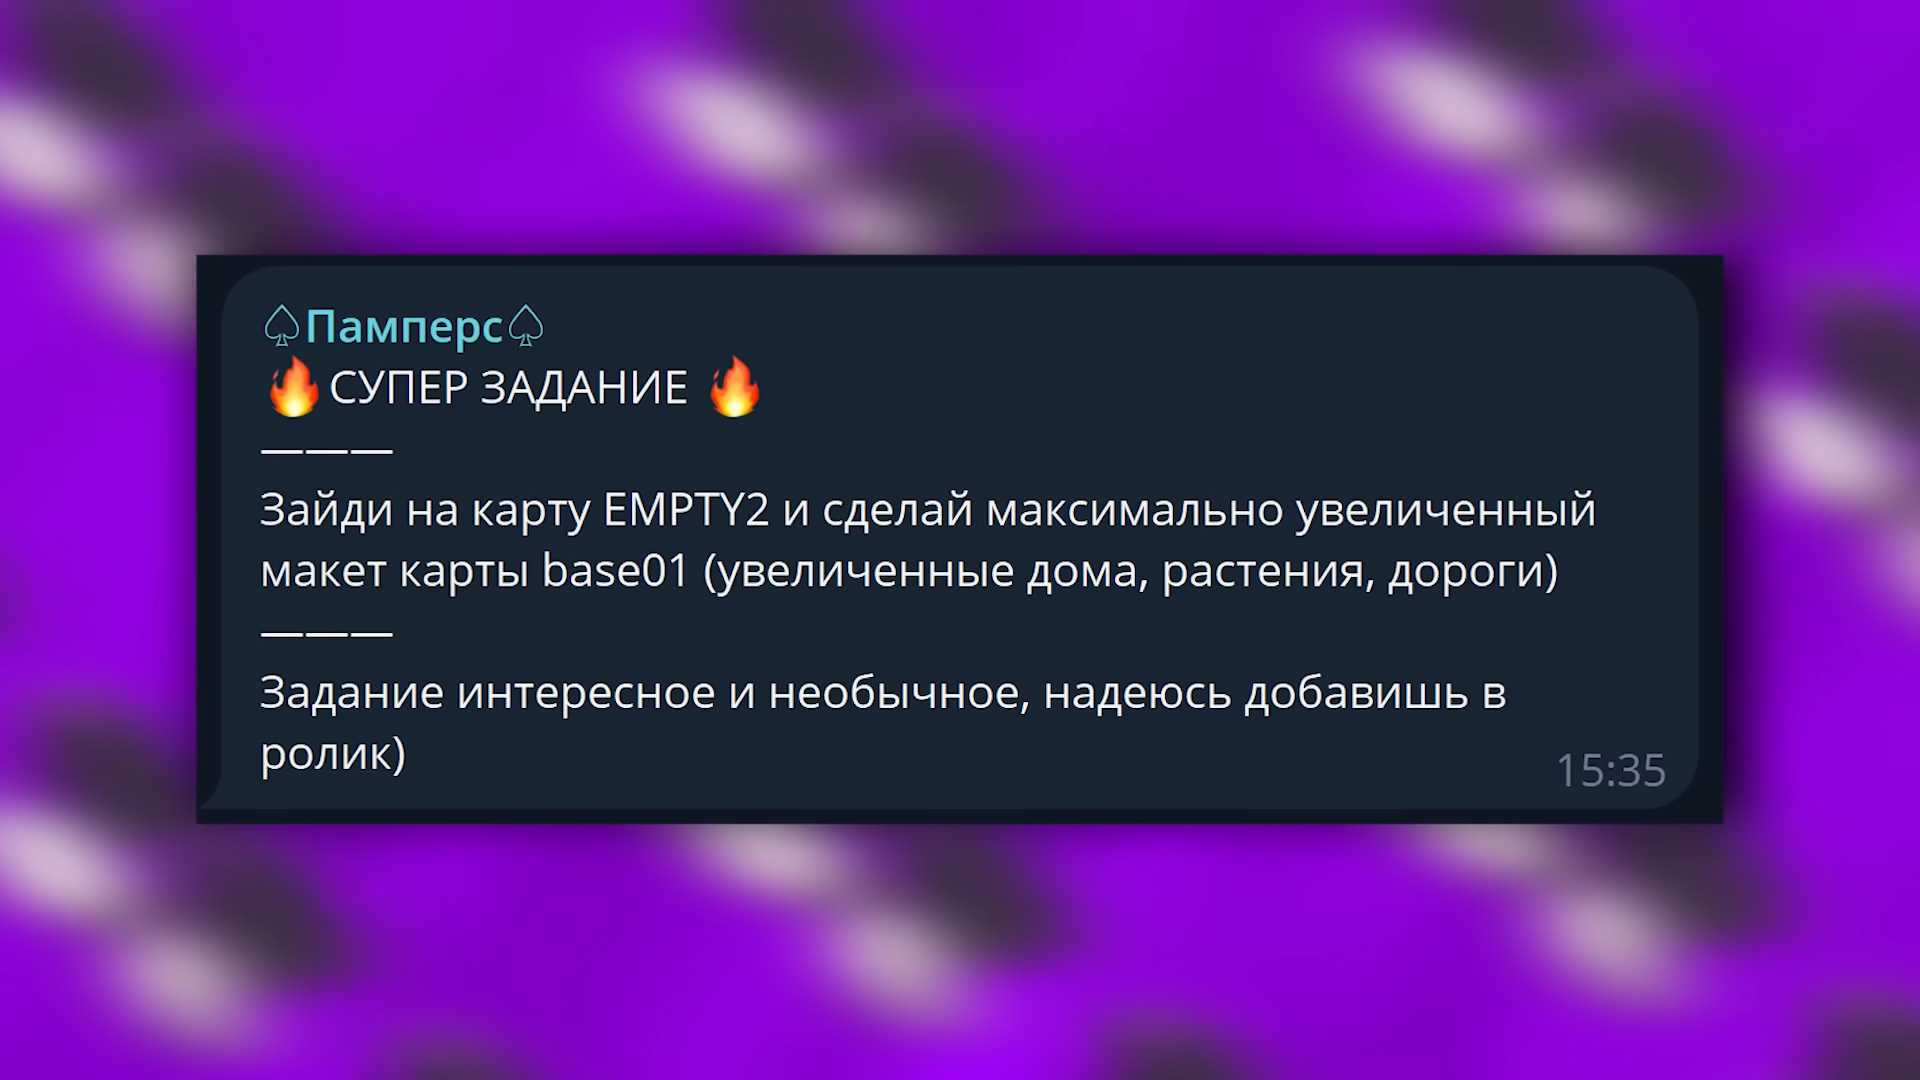 ♤Памперс♤
🔥СУПЕР ЗАДАНИЕ 🔥
———
Зайди на карту EMPTY2 и сделай максимально увеличенный
макет карты base01 (увеличенные дома, растения, дороги)
———
Задание интересное и необычное, надеюсь добавишь в
ролик)
15:35